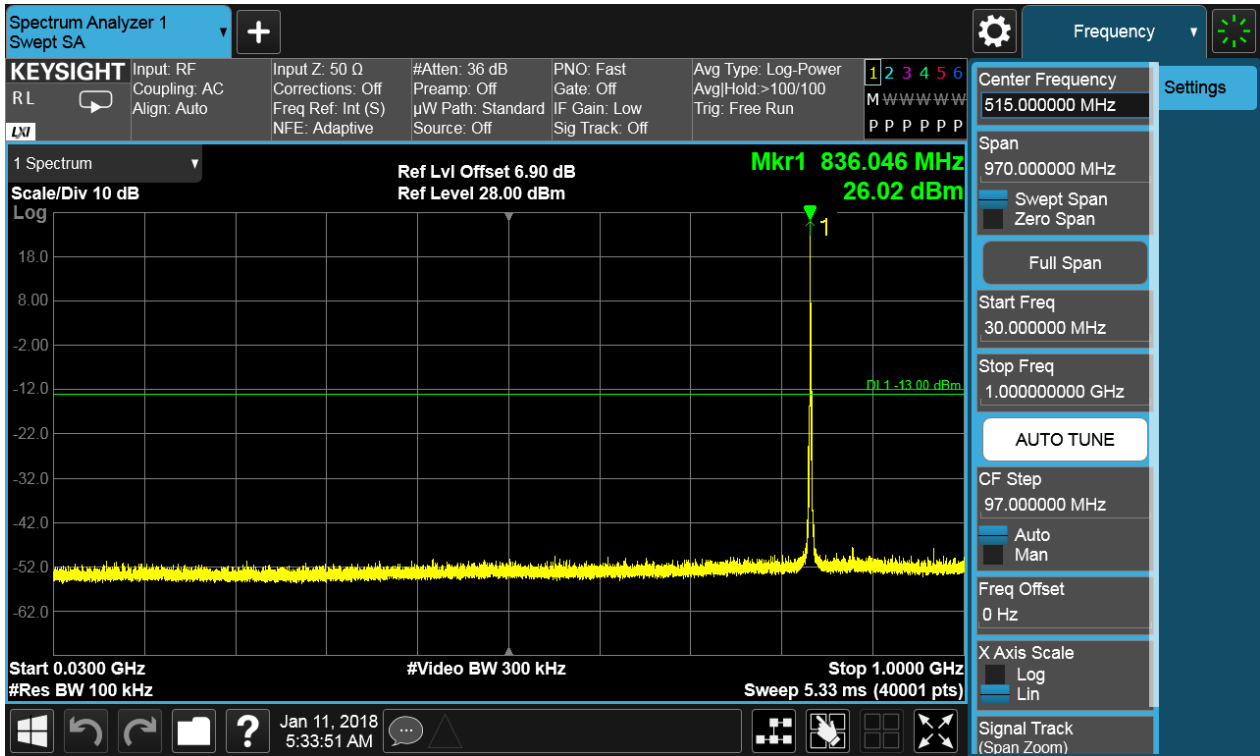 Spectrum Analyzer 1
Swept SA
Frequency
KEYSIGHT
R L
LXI
Input: RF
Coupling: AC
Align: Auto
Input Z: 50 Ω
Corrections: Off
Freq Ref: Int (S)
NFE: Adaptive
#Atten: 36 dB
Preamp: Off
µW Path: Standard
Source: Off
PNO: Fast
Gate: Off
IF Gain: Low
Sig Track: Off
Avg Type: Log-Power
Avg|Hold:>100/100
Trig: Free Run
1 2 3 4 5 6
M W W W W W
P P P P P P
1 Spectrum
Scale/Div 10 dB
Ref Lvl Offset 6.90 dB
Ref Level 28.00 dBm
Mkr1 836.046 MHz
26.02 dBm
Log
1
18.0
8.00
-2.00
-12.0
DL1 -13.00 dBm
-22.0
-32.0
-42.0
-52.0
-62.0
Start 0.0300 GHz
#Video BW 300 kHz
Stop 1.0000 GHz
#Res BW 100 kHz
Sweep 5.33 ms (40001 pts)
Center Frequency
515.000000 MHz
Settings
Span
970.000000 MHz
Swept Span
Zero Span
Full Span
Start Freq
30.000000 MHz
Stop Freq
1.000000000 GHz
AUTO TUNE
CF Step
97.000000 MHz
Auto
Man
Freq Offset
0 Hz
X Axis Scale
Log
Lin
Signal Track
(Span Zoom)
?
Jan 11, 2018
5:33:51 AM